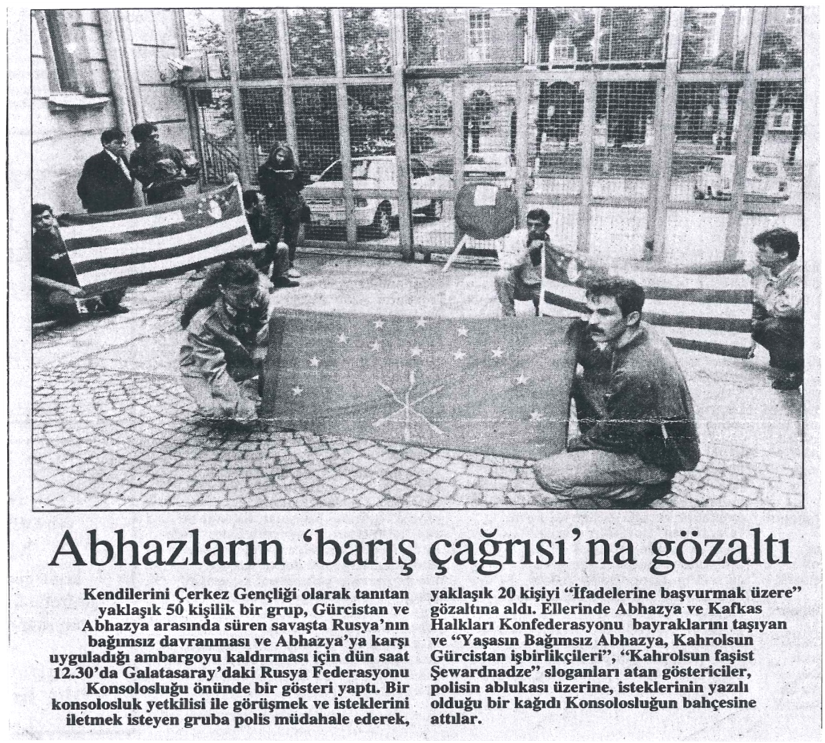 Abhazların ‘barış çağrısı’na gözaltı
Kendilerini Çerkez Gençliği olarak tanıtan
yaklaşık 50 kişilik bir grup, Gürcistan ve
Abhazya arasında süren savaşta Rusya’nın
bağımsız davranması ve Abhazya’ya karşı
uyguladığı ambargoyu kaldırması için dün saat
12.30’da Galatasaray’daki Rusya Federasyonu
Konsolosluğu önünde bir gösteri yaptı. Bir
konsolosluk yetkilisi ile görüşmek ve isteklerini
iletmek isteyen gruba polis müdahale ederek,
yaklaşık 20 kişiyi “İfadelerine başvurmak üzere”
gözaltına aldı. Ellerinde Abhazya ve Kafkas
Halkları Konfederasyonu bayraklarını taşıyan
ve “Yaşasın Bağımsız Abhazya, Kahrolsun
Gürcistan işbirlikçileri”, “Kahrolsun faşist
Şewardnadze” sloganları atan göstericiler,
polisin ablukası üzerine, isteklerinin yazılı
olduğu bir kağıdı Konsolosluğun bahçesine
attılar.